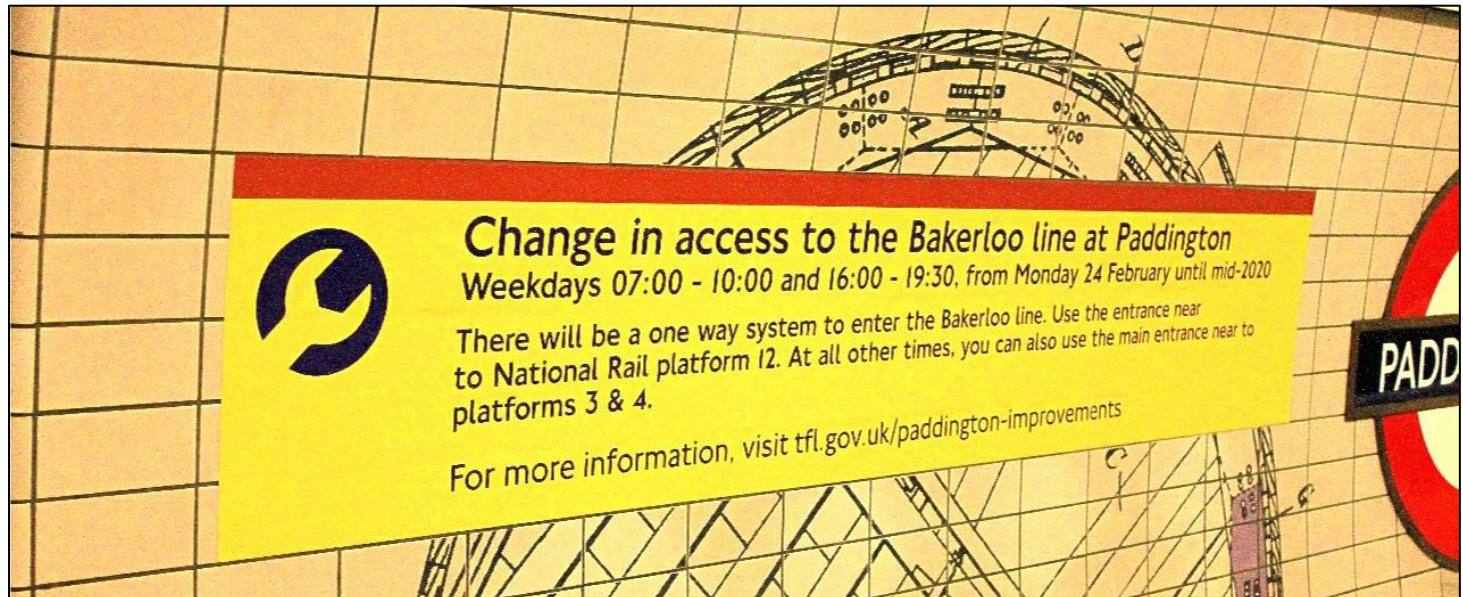 Change in access to the Bakerloo line at Paddington
Weekdays 07:00 - 10:00 and 16:00 - 19:30, from Monday 24 February until mid-2020
There will be a one way system to enter the Bakerloo line. Use the entrance near
to National Rail platform 12. At all other times, you can also use the main entrance near to
platforms 3 & 4.
For more information, visit tfl.gov.uk/paddington-improvements
PADD